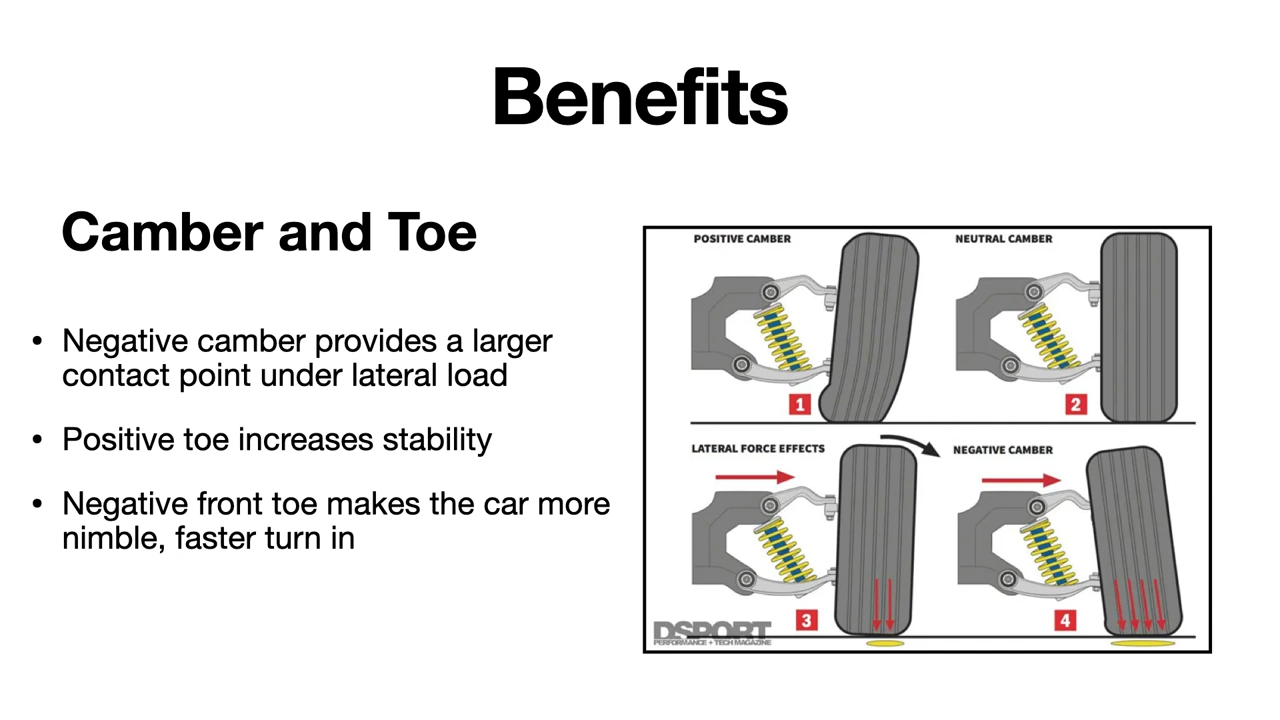 Benefits
Camber and Toe
• Negative camber provides a larger
contact point under lateral load
• Positive toe increases stability
• Negative front toe makes the car more
nimble, faster turn in
POSITIVE CAMBER
NEUTRAL CAMBER
1
2
LATERAL FORCE EFFECTS
NEGATIVE CAMBER
3
4
DSPORT
PERFORMANCE + TECH MAGAZINE